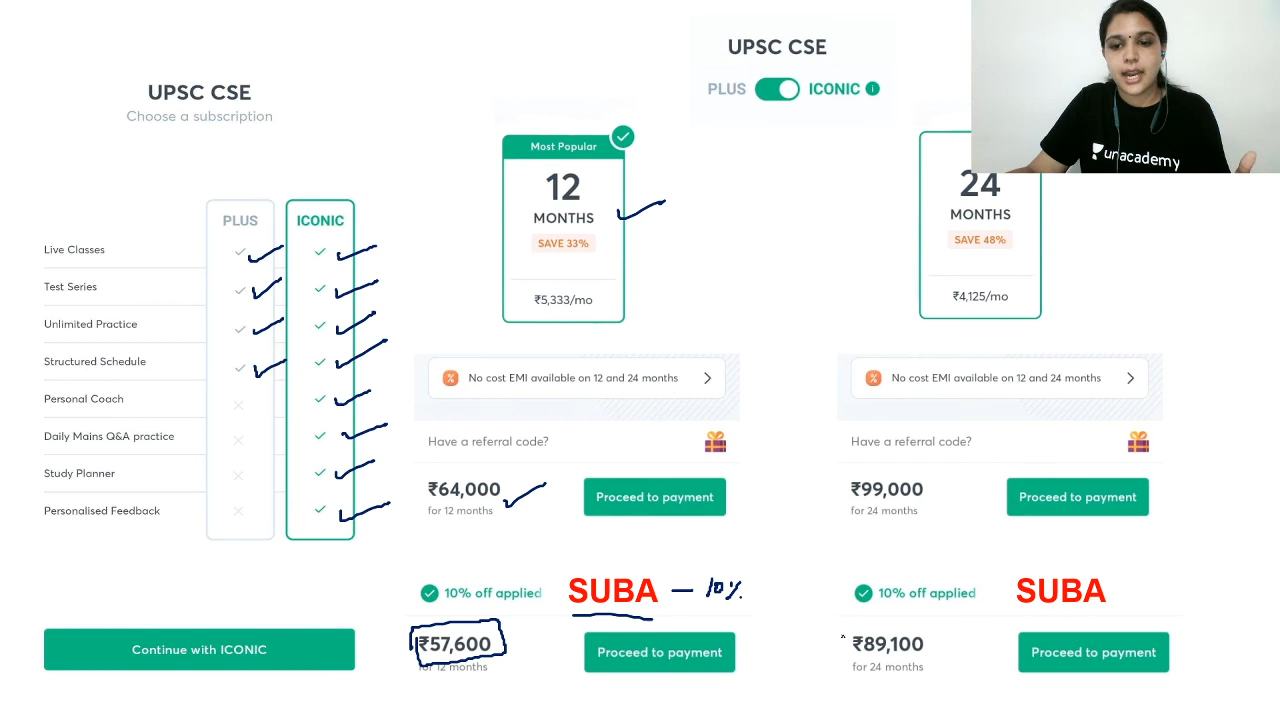 UPSC CSE
Choose a subscription
PLUS ICONIC
Live Classes
Test Series
Unlimited Practice
Structured Schedule
Personal Coach
Daily Mains Q&A practice
Study Planner
Personalised Feedback
Continue with ICONIC
UPSC CSE
PLUS ICONIC i
Most Popular
12
MONTHS
SAVE 33%
₹5,333/mo
% No cost EMI available on 12 and 24 months
Have a referral code?
₹64,000
for 12 months
Proceed to payment
10% off applied SUBA — 10%
₹57,600
for 12 months
Proceed to payment
24
MONTHS
SAVE 48%
₹4,125/mo
% No cost EMI available on 12 and 24 months
Have a referral code?
₹99,000
for 24 months
Proceed to payment
10% off applied SUBA
₹89,100
for 24 months
Proceed to payment
unacademy